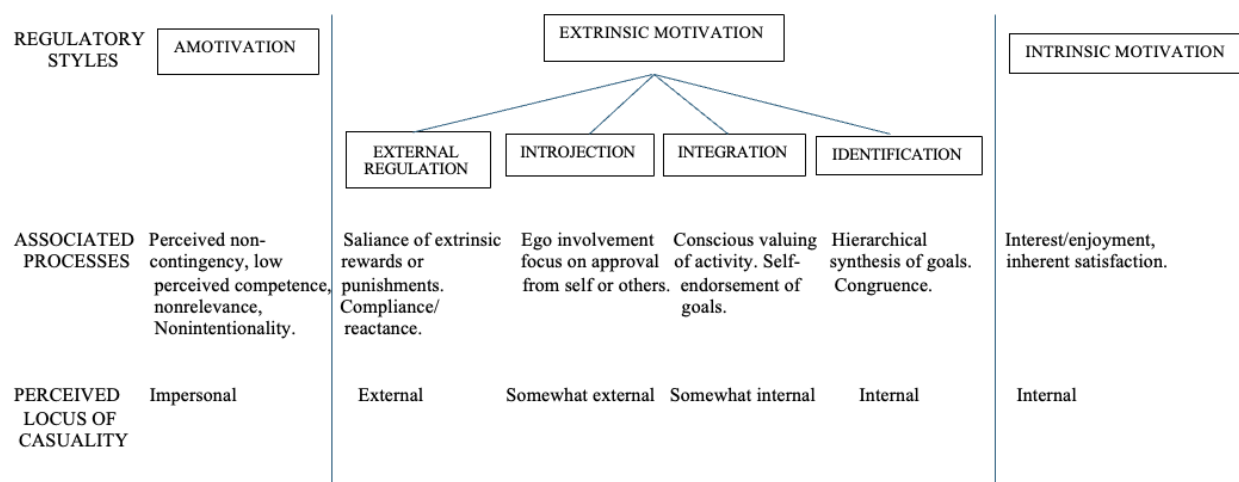 REGULATORY
STYLES
AMOTIVATION
EXTRINSIC MOTIVATION
INTRINSIC MOTIVATION
EXTERNAL
REGULATION
INTROJECTION
INTEGRATION
IDENTIFICATION
ASSOCIATED
PROCESSES
Perceived non-
contingency, low
perceived competence,
nonrelevance,
Nonintentionality.
Saliance of extrinsic
rewards or
punishments.
Compliance/
reactance.
Ego involvement
focus on approval
from self or others.
Conscious valuing
of activity. Self-
endorsement of
goals.
Hierarchical
synthesis of goals.
Congruence.
Interest/enjoyment,
inherent satisfaction.
PERCEIVED
LOCUS OF
CASUALITY
Impersonal
External
Somewhat external
Somewhat internal
Internal
Internal